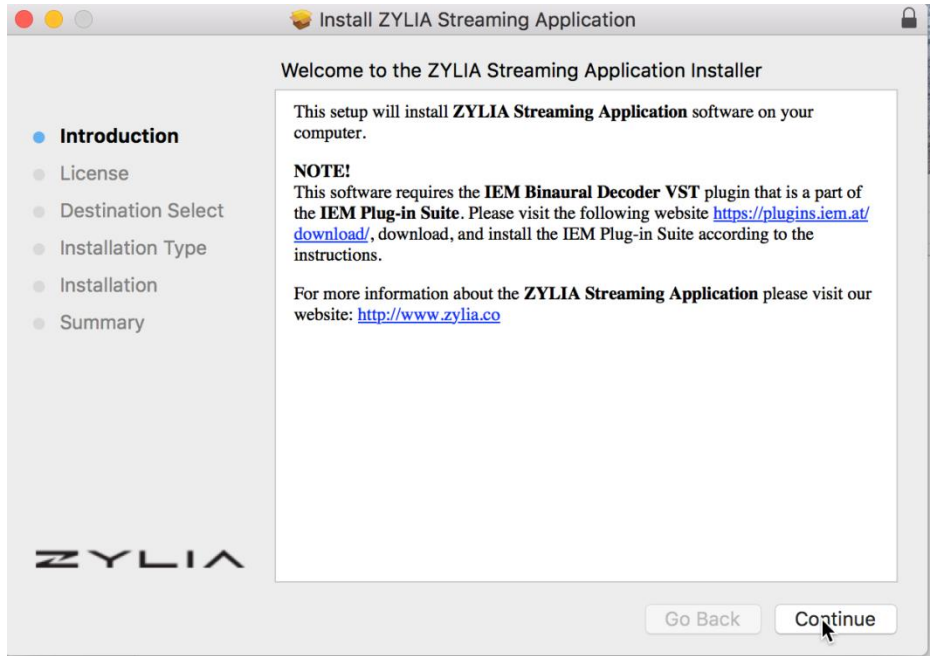 Install ZYLIA Streaming Application
Welcome to the ZYLIA Streaming Application Installer
Introduction
License
Destination Select
Installation Type
Installation
Summary
ZYLIA
This setup will install ZYLIA Streaming Application software on your
computer.
NOTE!
This software requires the IEM Binaural Decoder VST plugin that is a part of
the IEM Plug-in Suite. Please visit the following website https://plugins.iem.at/
download/, download, and install the IEM Plug-in Suite according to the
instructions.
For more information about the ZYLIA Streaming Application please visit our
website: http://www.zylia.co
Go Back
Continue